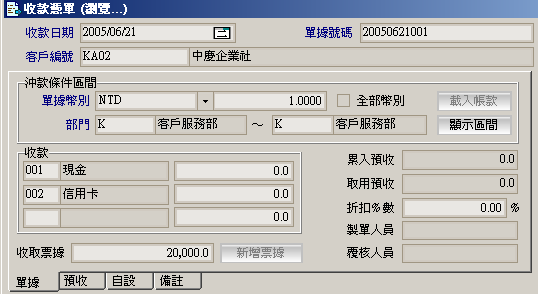 收款憑單 (瀏覽...)
收款日期 2005/06/21 單據號碼 20050621001
客戶編號 KA02 中慶企業社
沖款條件區間
單據幣別 NTD 1.0000 全部幣別 載入帳款
部門 K 客戶服務部 ～ K 客戶服務部 顯示區間
收款
001 現金 0.0
002 信用卡 0.0
0.0
累入預收 0.0
取用預收 0.0
折扣%數 0.00 %
製單人員
覆核人員
收取票據 20,000.0 新增票據
單據 預收 自設 備註